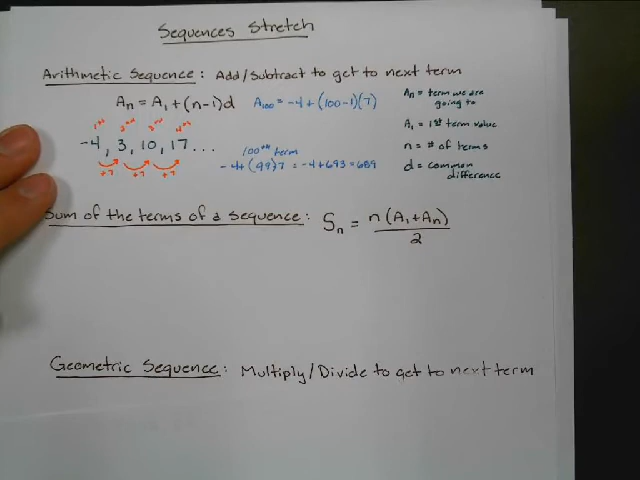 Sequences Stretch
Arithmetic Sequence: Add/Subtract to get to next term
An = A1 + (n-1)d
A100 = -4 + (100-1)(7)
An = term we are going to
A1 = 1st term value
n = # of terms
d = common difference
1st 2nd 3rd 4th
-4, 3, 10, 17 ...
+7 +7 +7
100th term
-4 + (99)7 = -4 + 693 = 689
Sum of the terms of a sequence: Sn = n(A1 + An) / 2
Geometric Sequence: Multiply/Divide to get to next term